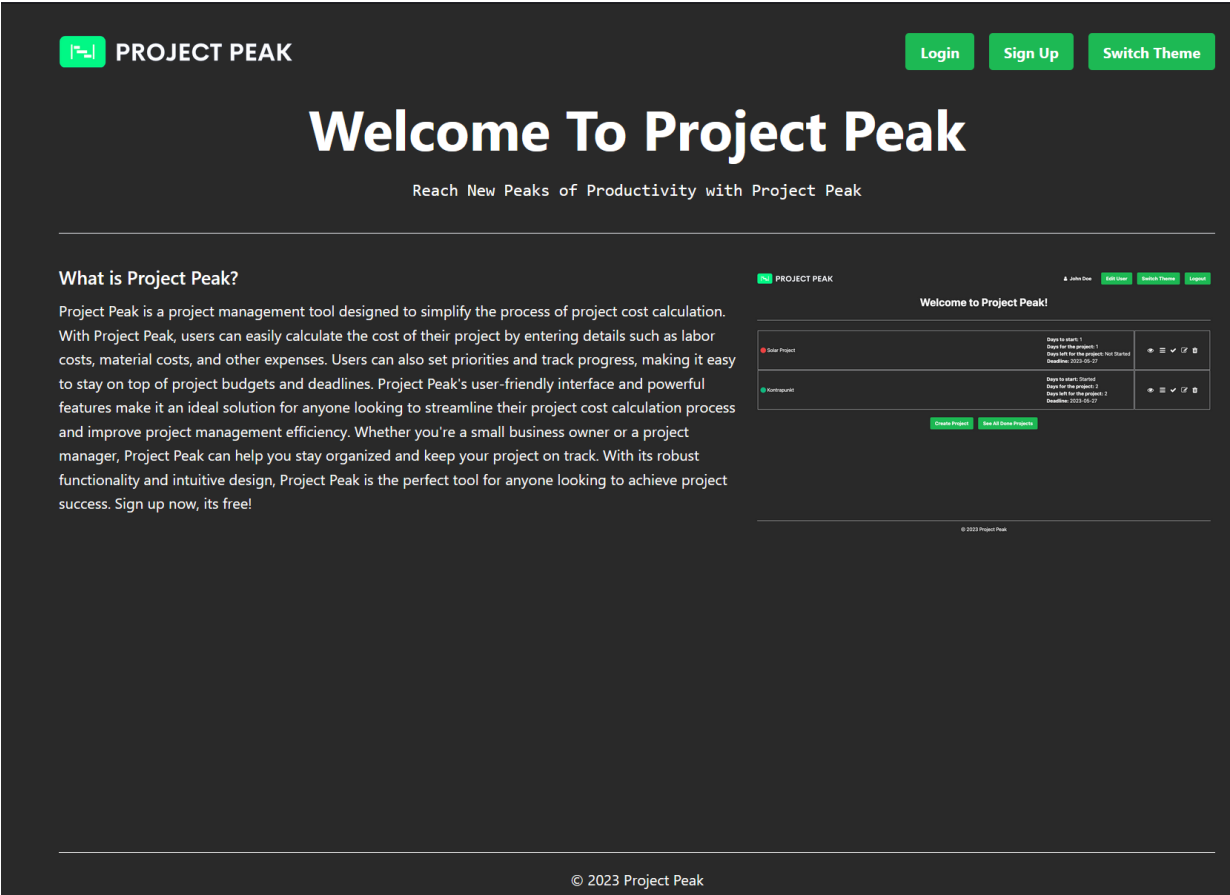 PROJECT PEAK
Login
Sign Up
Switch Theme
Welcome To Project Peak
Reach New Peaks of Productivity with Project Peak
What is Project Peak?
Project Peak is a project management tool designed to simplify the process of project cost calculation.
With Project Peak, users can easily calculate the cost of their project by entering details such as labor
costs, material costs, and other expenses. Users can also set priorities and track progress, making it easy
to stay on top of project budgets and deadlines. Project Peak's user-friendly interface and powerful
features make it an ideal solution for anyone looking to streamline their project cost calculation process
and improve project management efficiency. Whether you're a small business owner or a project
manager, Project Peak can help you stay organized and keep your project on track. With its robust
functionality and intuitive design, Project Peak is the perfect tool for anyone looking to achieve project
success. Sign up now, its free!
PROJECT PEAK
John Doe
Edit User
Switch Theme
Logout
Welcome to Project Peak!
Solar Project
Days to start: 1
Days for the project: 1
Days left for the project: Not Started
Deadline: 2023-05-27
Kontrapunkt
Days to start: Started
Days for the project: 2
Days left for the project: 2
Deadline: 2023-05-27
Create Project
See All Done Projects
© 2023 Project Peak
© 2023 Project Peak